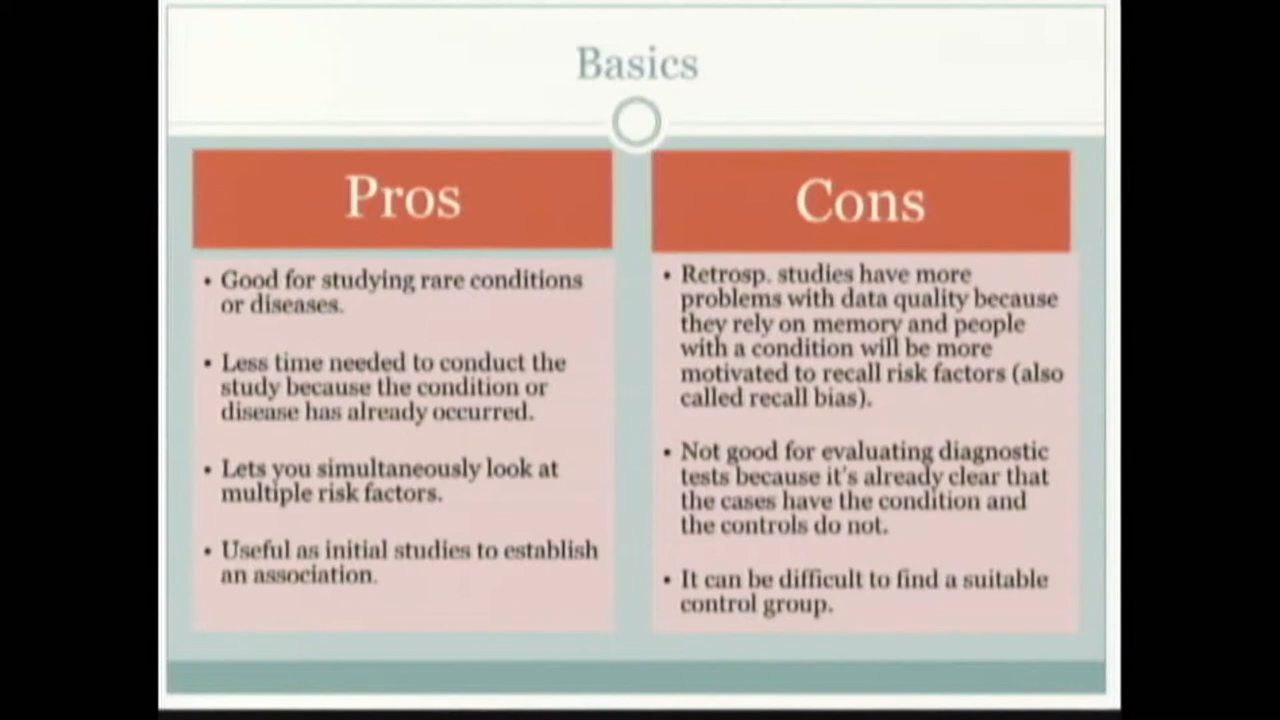 Basics
Pros
• Good for studying rare conditions
or diseases.
• Less time needed to conduct the
study because the condition or
disease has already occurred.
• Lets you simultaneously look at
multiple risk factors.
• Useful as initial studies to establish
an association.
Cons
• Retrosp. studies have more
problems with data quality because
they rely on memory and people
with a condition will be more
motivated to recall risk factors (also
called recall bias).
• Not good for evaluating diagnostic
tests because it's already clear that
the cases have the condition and
the controls do not.
• It can be difficult to find a suitable
control group.